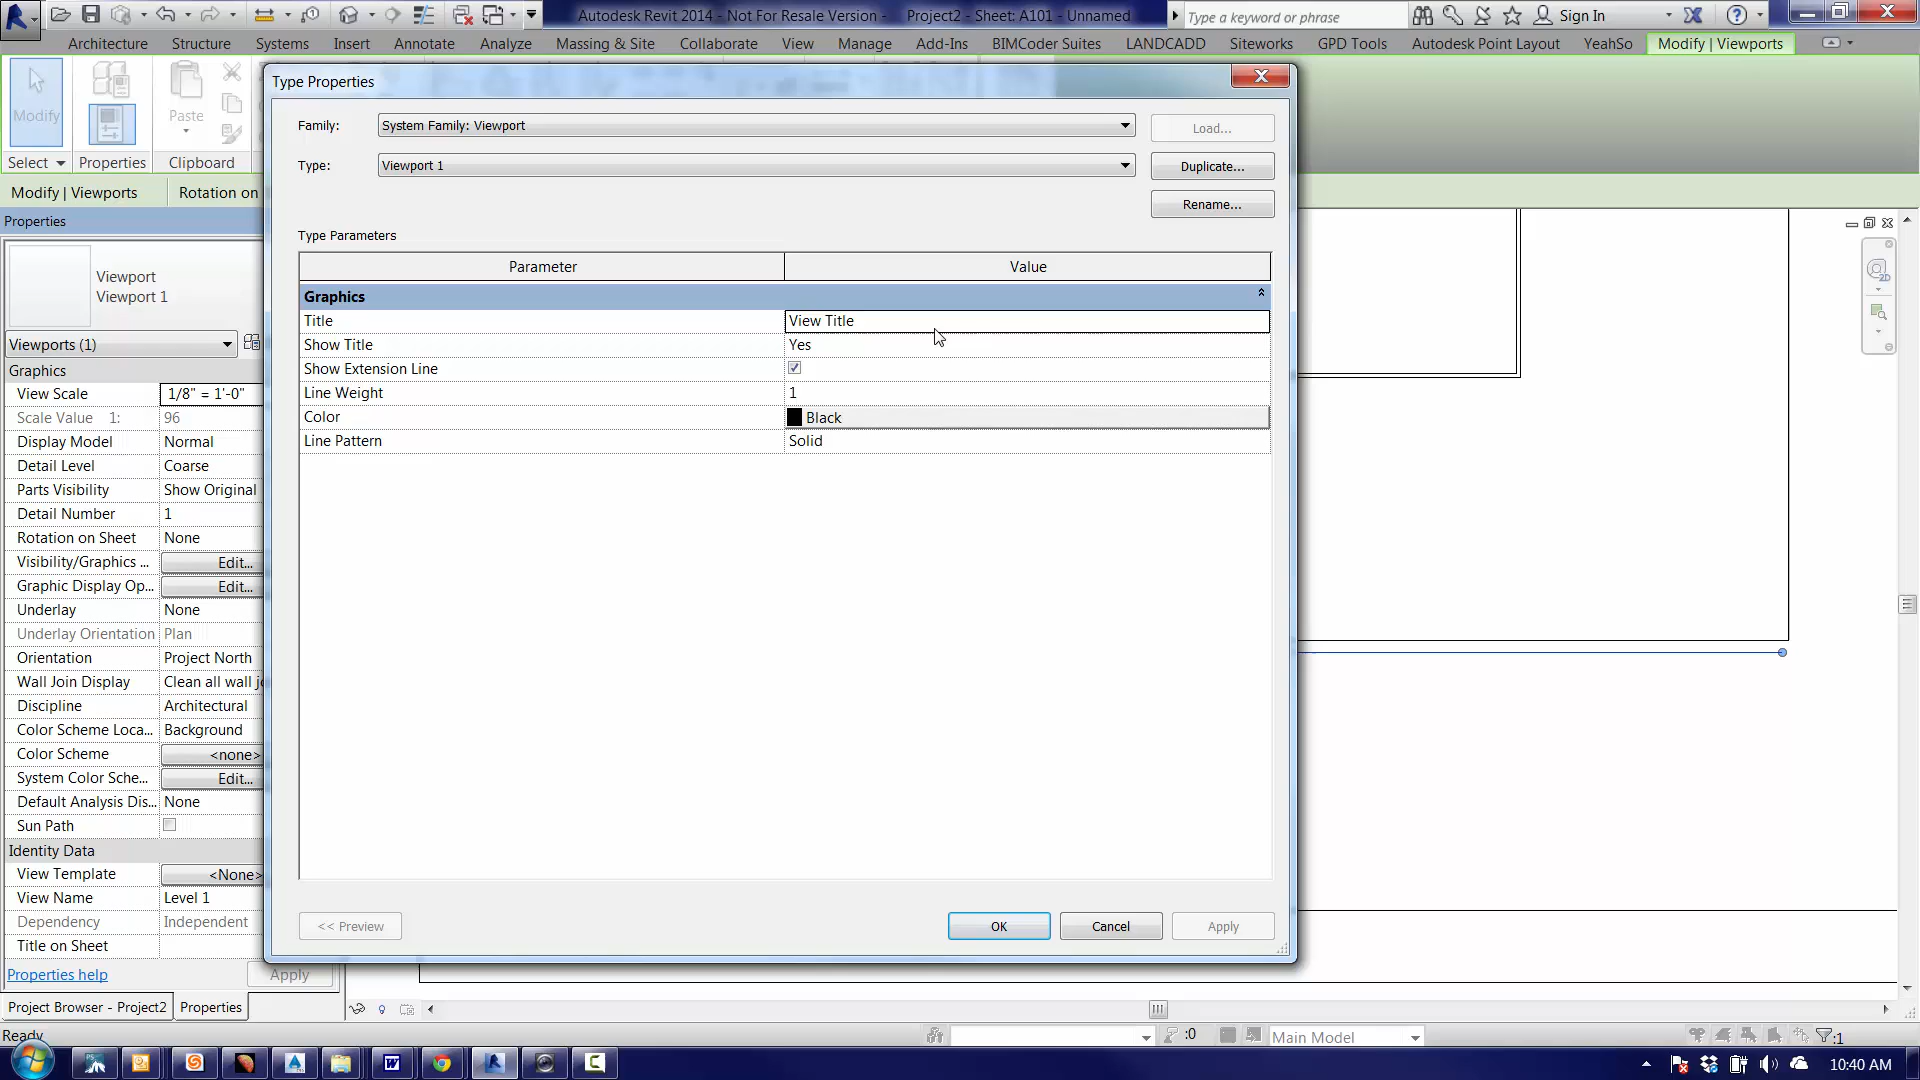 Autodesk Revit 2014 - Not For Resale Version - Project2 - Sheet: A101 - Unnamed
Type a keyword or phrase
Sign In
Architecture Structure Systems Insert Annotate Analyze Massing & Site Collaborate View Manage Add-Ins BIMCoder Suites LANDCADD Siteworks GPD Tools Autodesk Point Layout YeahSo Modify | Viewports
Modify
Paste
Select Properties Clipboard
Modify | Viewports Rotation on
Properties
Viewport
Viewport 1
Viewports (1)
Graphics
View Scale 1/8" = 1'-0"
Scale Value 1: 96
Display Model Normal
Detail Level Coarse
Parts Visibility Show Original
Detail Number 1
Rotation on Sheet None
Visibility/Graphics ... Edit...
Graphic Display Op... Edit...
Underlay None
Underlay Orientation Plan
Orientation Project North
Wall Join Display Clean all wall jo
Discipline Architectural
Color Scheme Loca... Background
Color Scheme <none>
System Color Sche... Edit...
Default Analysis Dis... None
Sun Path
Identity Data
View Template <None>
View Name Level 1
Dependency Independent
Title on Sheet
Properties help Apply
Project Browser - Project2 Properties
Ready
Type Properties
Family: System Family: Viewport Load...
Type: Viewport 1 Duplicate...
Rename...
Type Parameters
Parameter Value
Graphics
Title View Title
Show Title Yes
Show Extension Line
Line Weight 1
Color Black
Line Pattern Solid
<< Preview OK Cancel Apply
2D
:0 Main Model :1
10:40 AM